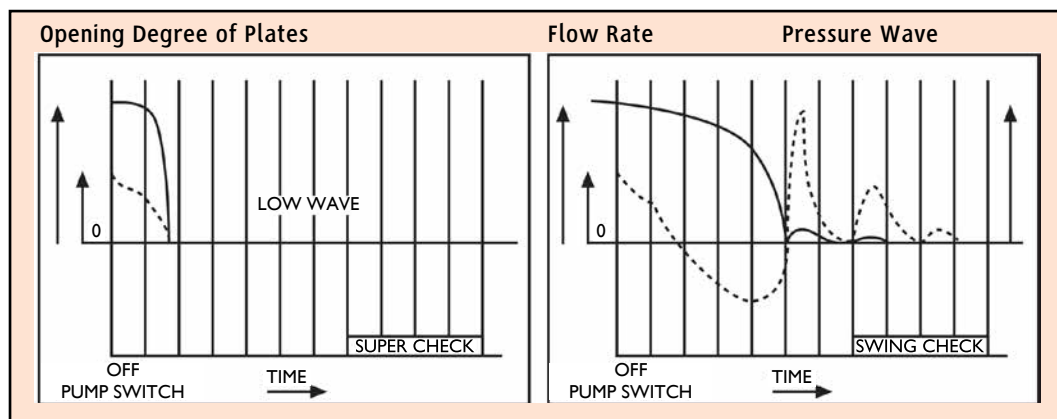 Opening Degree of Plates
Flow Rate Pressure Wave
0
LOW WAVE
SUPER CHECK
OFF
PUMP SWITCH
TIME
0
SWING CHECK
OFF
PUMP SWITCH
TIME